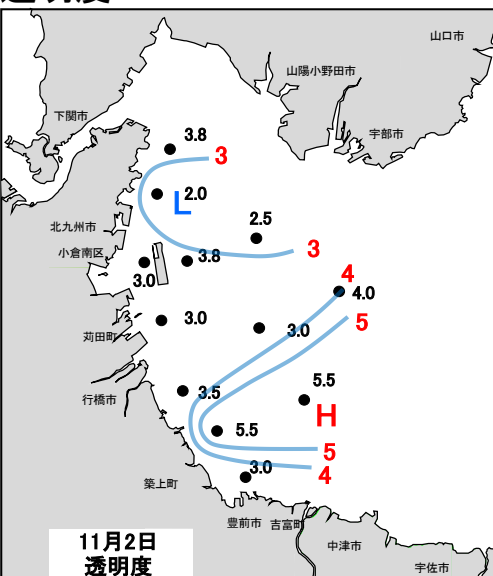 山口市
山陽小野田市
下関市
宇部市
3.8
3
2.0
L
2.5
北九州市
小倉南区
3
3.8
3.0
4
4.0
3.0
3.0
5
苅田町
5.5
3.5
行橋市
H
5.5
5
3.0
4
築上町
豊前市
吉富町
中津市
宇佐市
11月2日
透明度